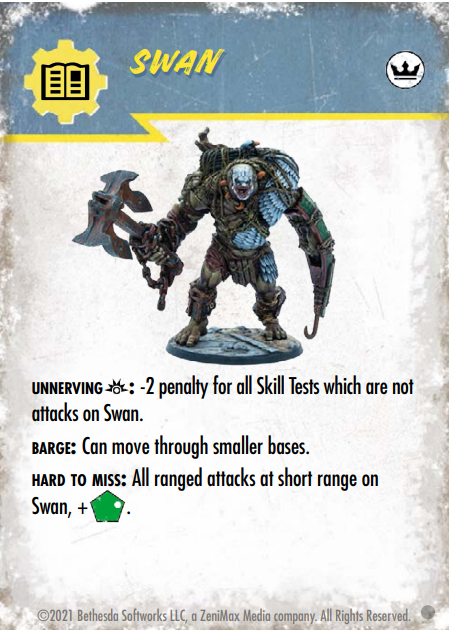 SWAN
UNNERVING : -2 penalty for all Skill Tests which are not
attacks on Swan.
BARGE: Can move through smaller bases.
HARD TO MISS: All ranged attacks at short range on
Swan, + .
©2021 Bethesda Softworks LLC, a ZeniMax Media company. All Rights Reserved.